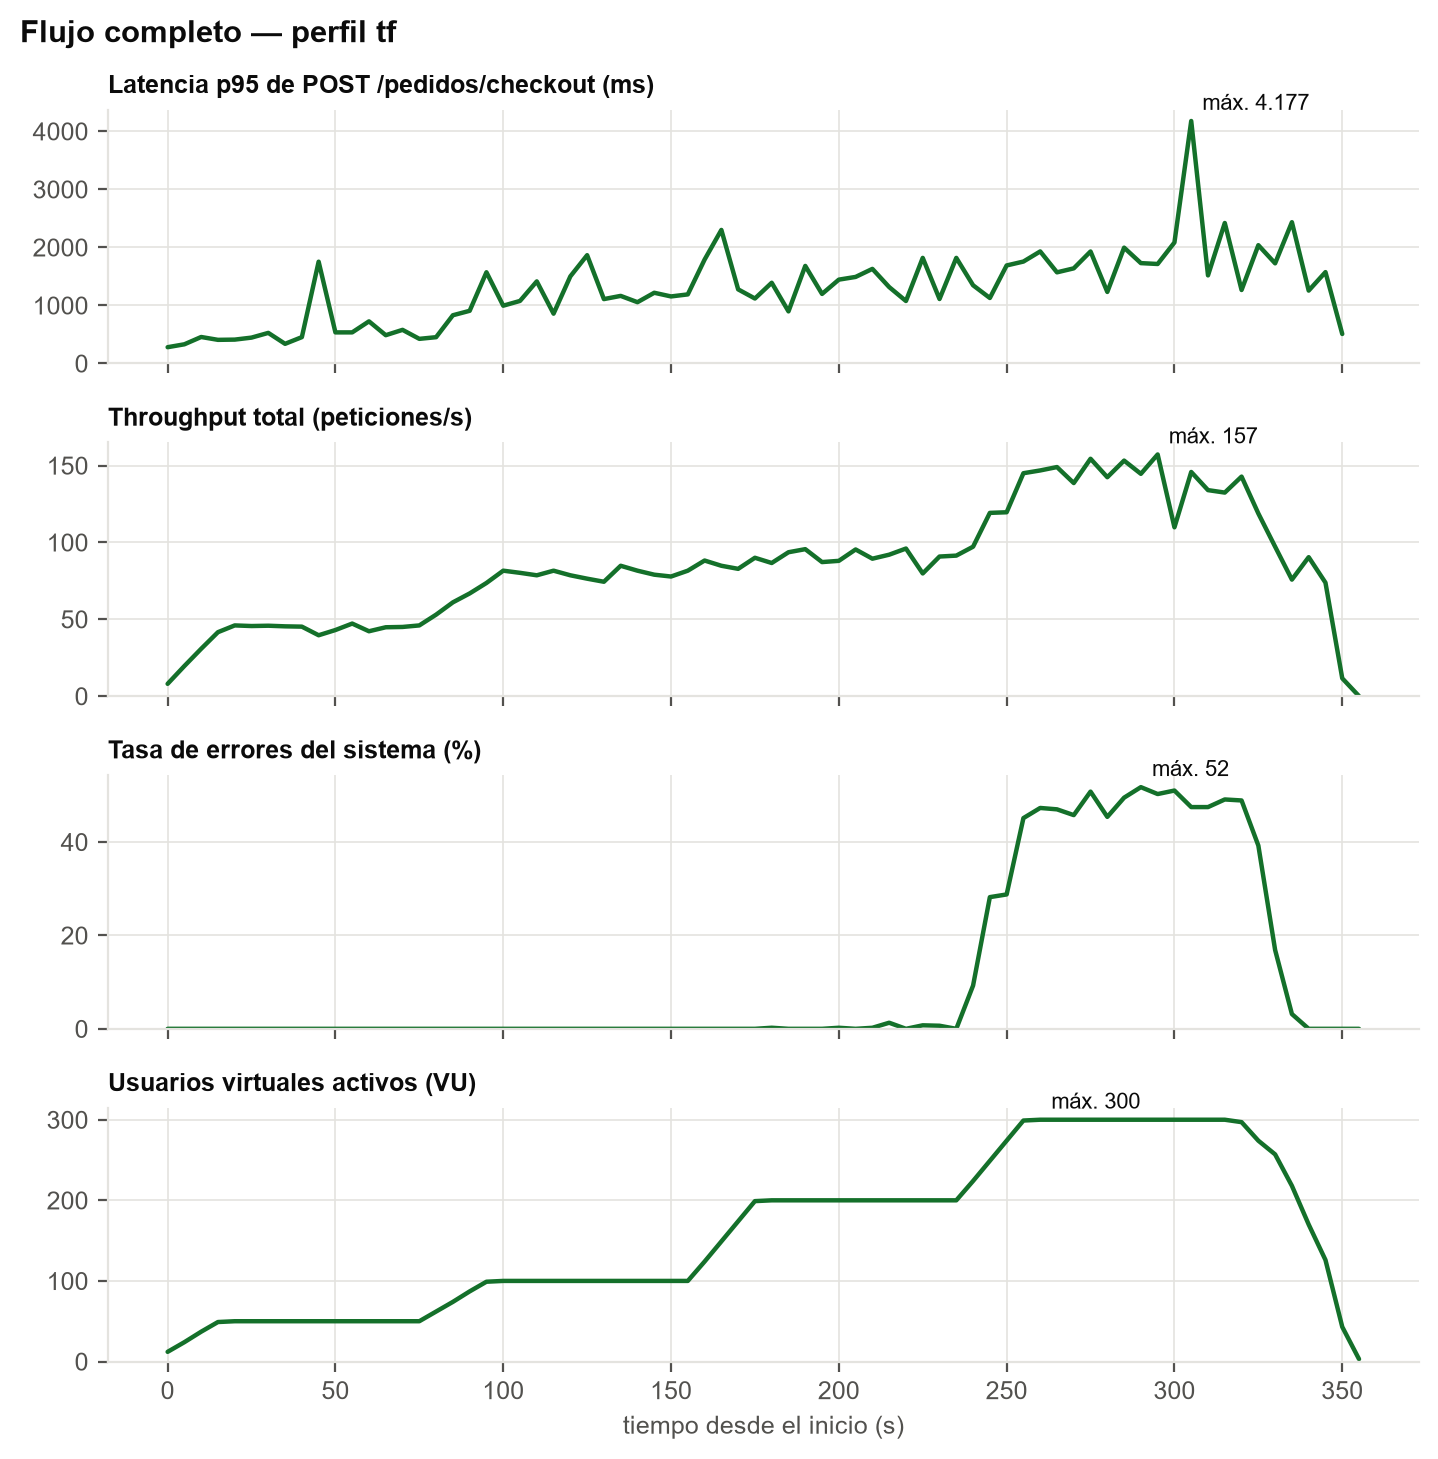 Flujo completo — perfil tf
Latencia p95 de POST /pedidos/checkout (ms)
máx. 4.177
4000
3000
2000
1000
0
Throughput total (peticiones/s)
máx. 157
150
100
50
0
Tasa de errores del sistema (%)
máx. 52
40
20
0
Usuarios virtuales activos (VU)
máx. 300
300
200
100
0
0 50 100 150 200 250 300 350
tiempo desde el inicio (s)